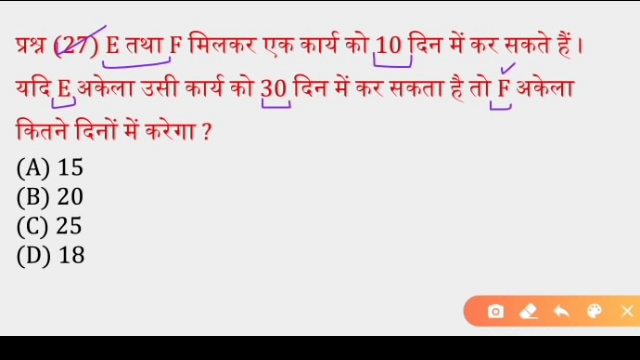 प्रश्न (27) E तथा F मिलकर एक कार्य को 10 दिन में कर सकते हैं।
यदि E अकेला उसी कार्य को 30 दिन में कर सकता है तो F अकेला
कितने दिनों में करेगा ?
(A) 15
(B) 20
(C) 25
(D) 18